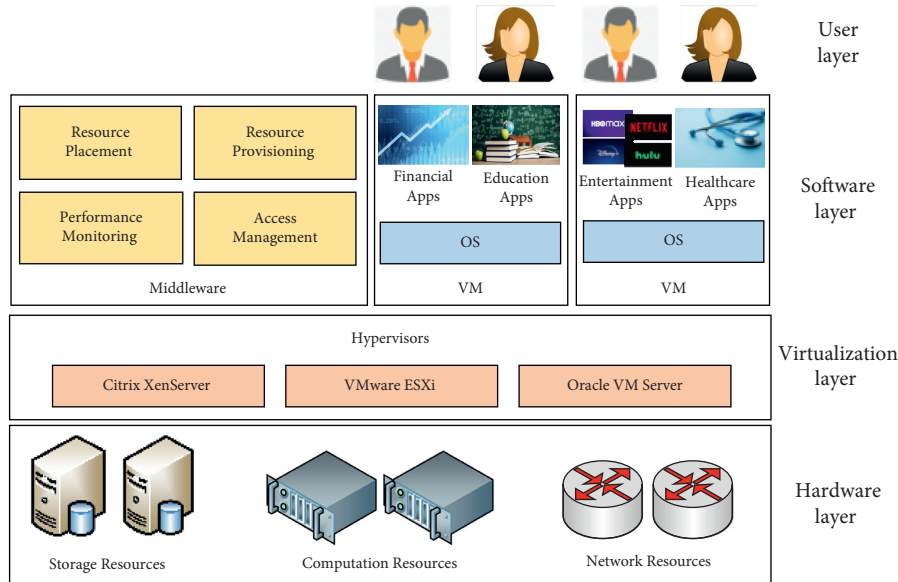 User
layer
Resource
Placement
Resource
Provisioning
Performance
Monitoring
Access
Management
Middleware
Financial
Apps
Education
Apps
OS
VM
HBOmax
NETFLIX
Disney+
hulu
Entertainment
Apps
Healthcare
Apps
OS
VM
Software
layer
Hypervisors
Citrix XenServer
VMware ESXi
Oracle VM Server
Virtualization
layer
Storage Resources
Computation Resources
Network Resources
Hardware
layer